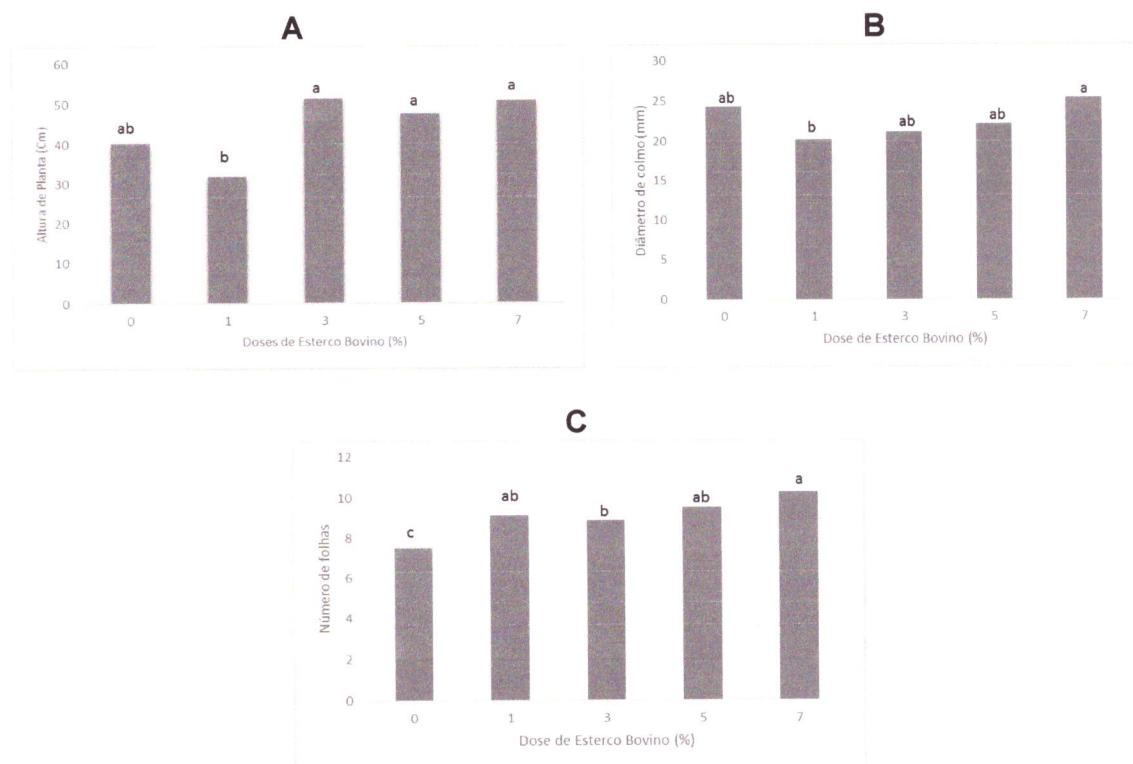 A
Altura de Planta (Cm)
60
50
40
30
20
10
0
ab
b
a
a
a
0 1 3 5 7
Doses de Esterco Bovino (%)
B
Diâmetro de colmo (mm)
30
25
20
15
10
5
0
ab
b
ab
ab
a
0 1 3 5 7
Dose de Esterco Bovino (%)
C
Número de folhas
12
10
8
6
4
2
0
c
ab
b
ab
a
0 1 3 5 7
Dose de Esterco Bovino (%)